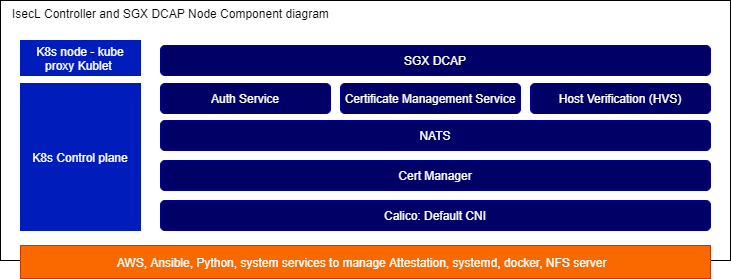 IsecL Controller and SGX DCAP Node Component diagram
K8s node - kube
proxy Kublet
SGX DCAP
K8s Control plane
Auth Service
Certificate Management Service
Host Verification (HVS)
NATS
Cert Manager
Calico: Default CNI
AWS, Ansible, Python, system services to manage Attestation, systemd, docker, NFS server